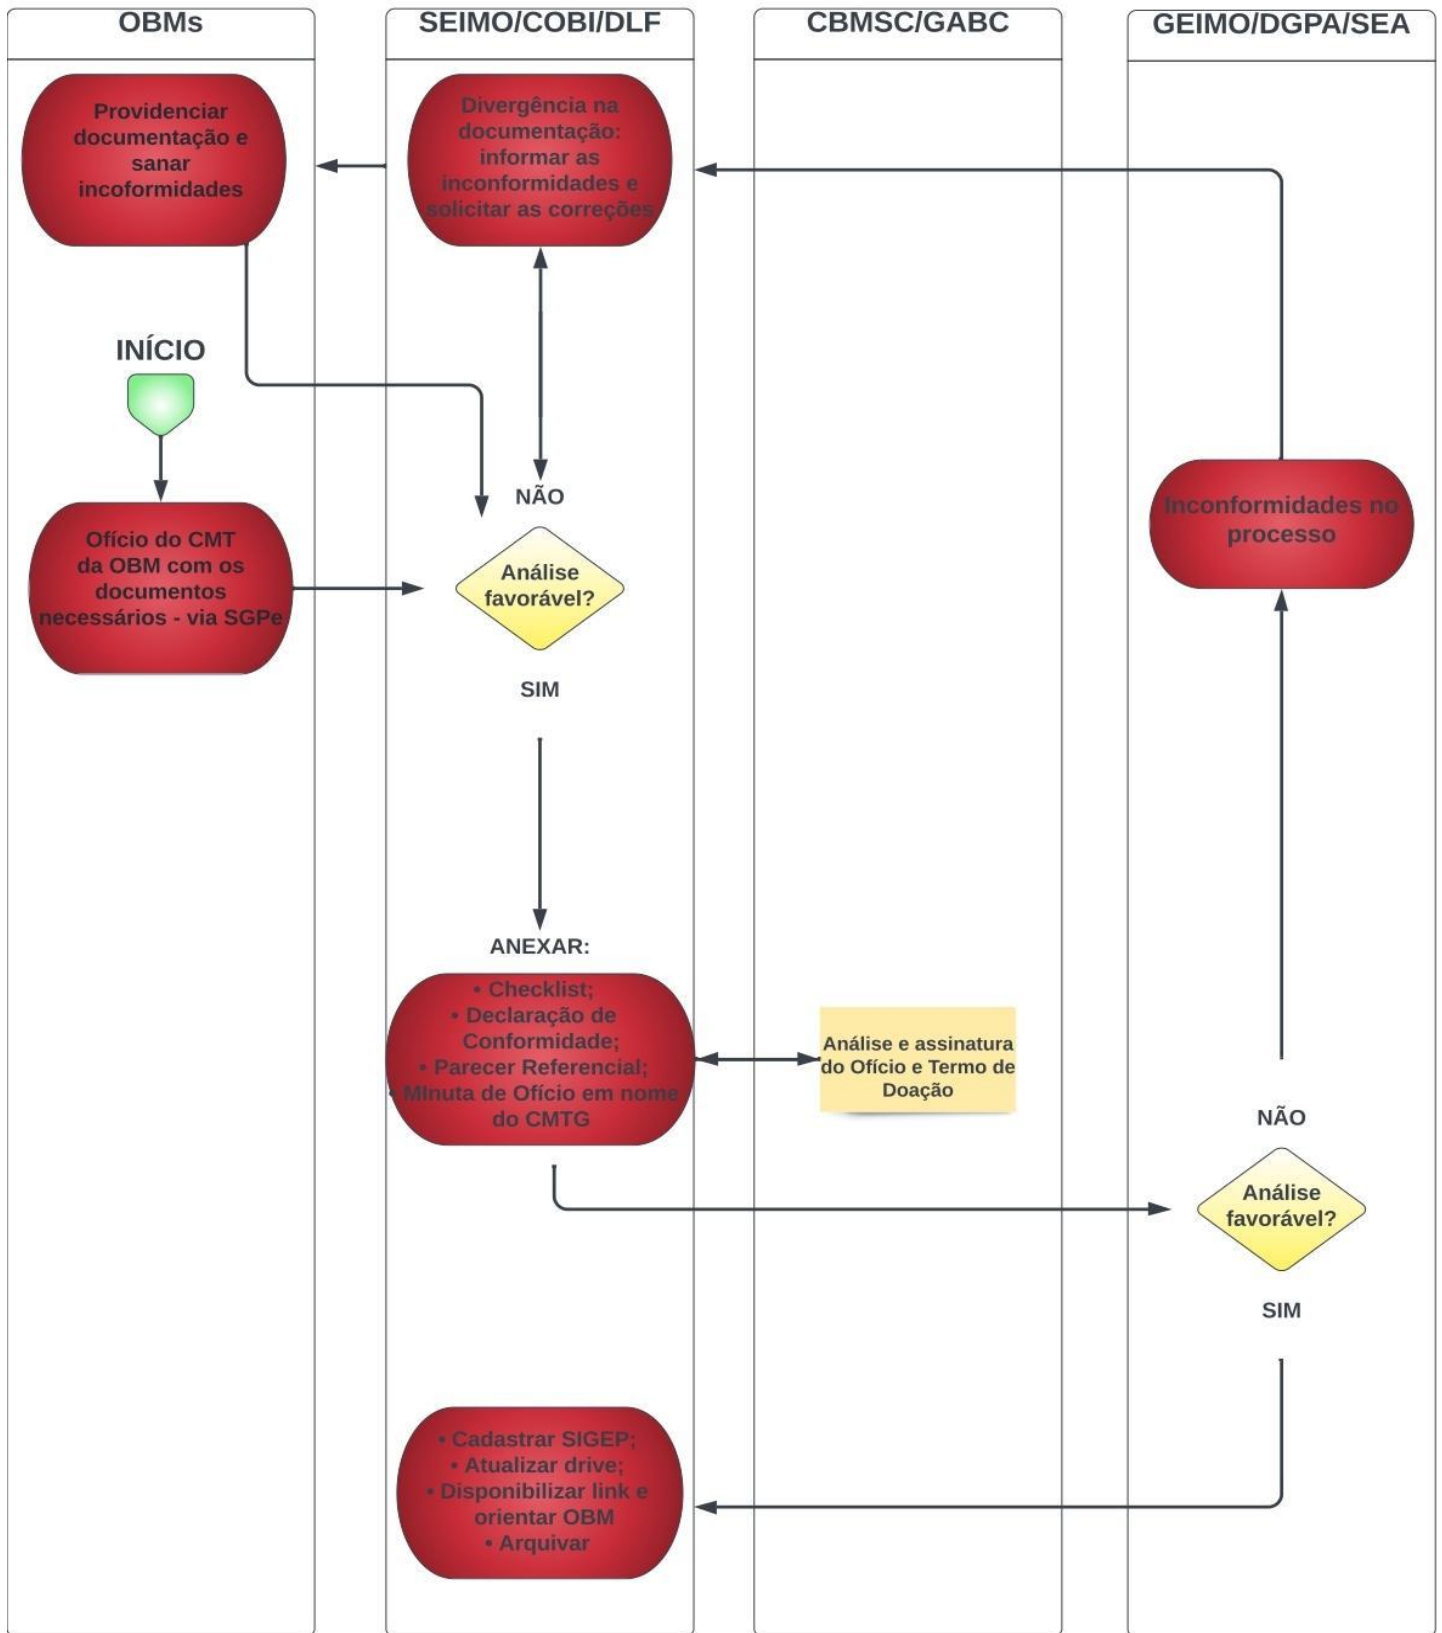 OBMs
SEIMO/COBI/DLF
CBMSC/GABC
GEIMO/DGPA/SEA
Providenciar
documentação e
sanar
incoformidades
Divergência na
documentação:
informar as
inconformidades e
solicitar as correções
INÍCIO
Ofício do CMT
da OBM com os
documentos
necessários - via SGPe
NÃO
Análise
favorável?
SIM
Inconformidades no
processo
ANEXAR:
• Checklist;
• Declaração de
Conformidade;
• Parecer Referencial;
• MInuta de Ofício em nome
do CMTG
Análise e assinatura
do Ofício e Termo de
Doação
NÃO
Análise
favorável?
SIM
• Cadastrar SIGEP;
• Atualizar drive;
• Disponibilizar link e
orientar OBM
• Arquivar